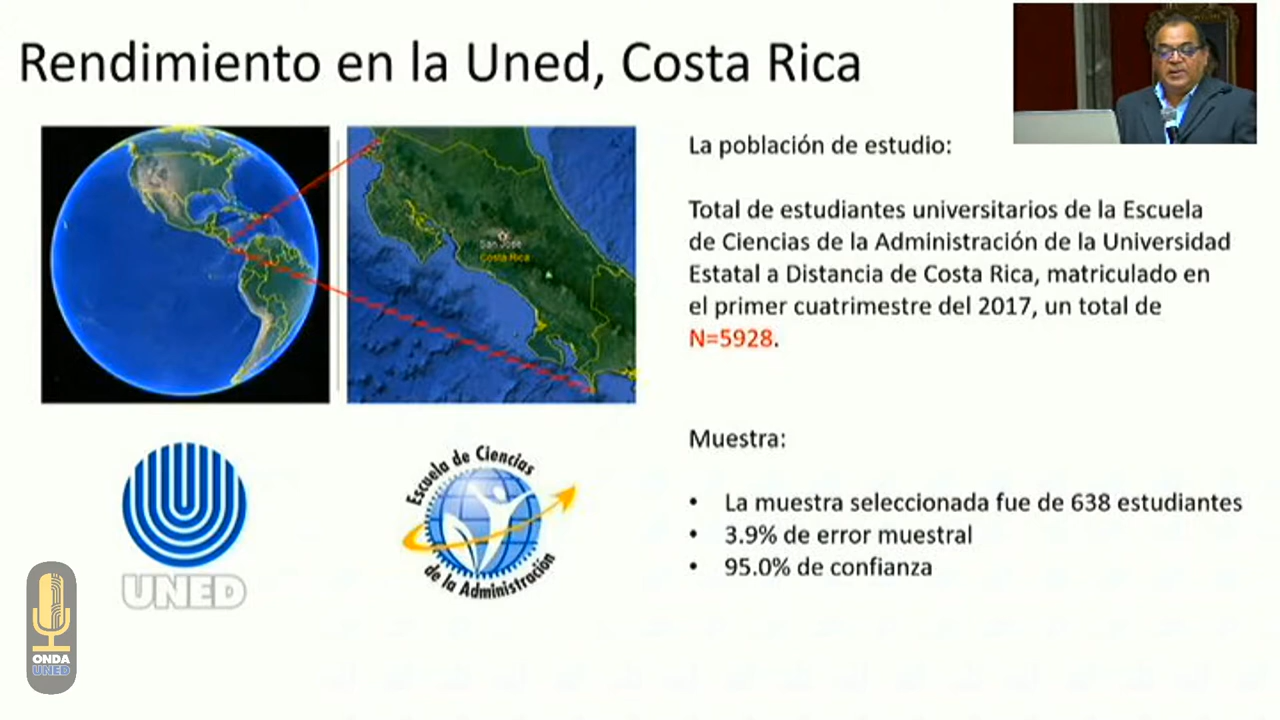 Rendimiento en la Uned, Costa Rica
La población de estudio:
Total de estudiantes universitarios de la Escuela
de Ciencias de la Administración de la Universidad
Estatal a Distancia de Costa Rica, matriculado en
el primer cuatrimestre del 2017, un total de
N=5928.
San José
Costa Rica
Muestra:
• La muestra seleccionada fue de 638 estudiantes
• 3.9% de error muestral
• 95.0% de confianza
UNED
Escuela de Ciencias
de la Administración
ONDA
UNED